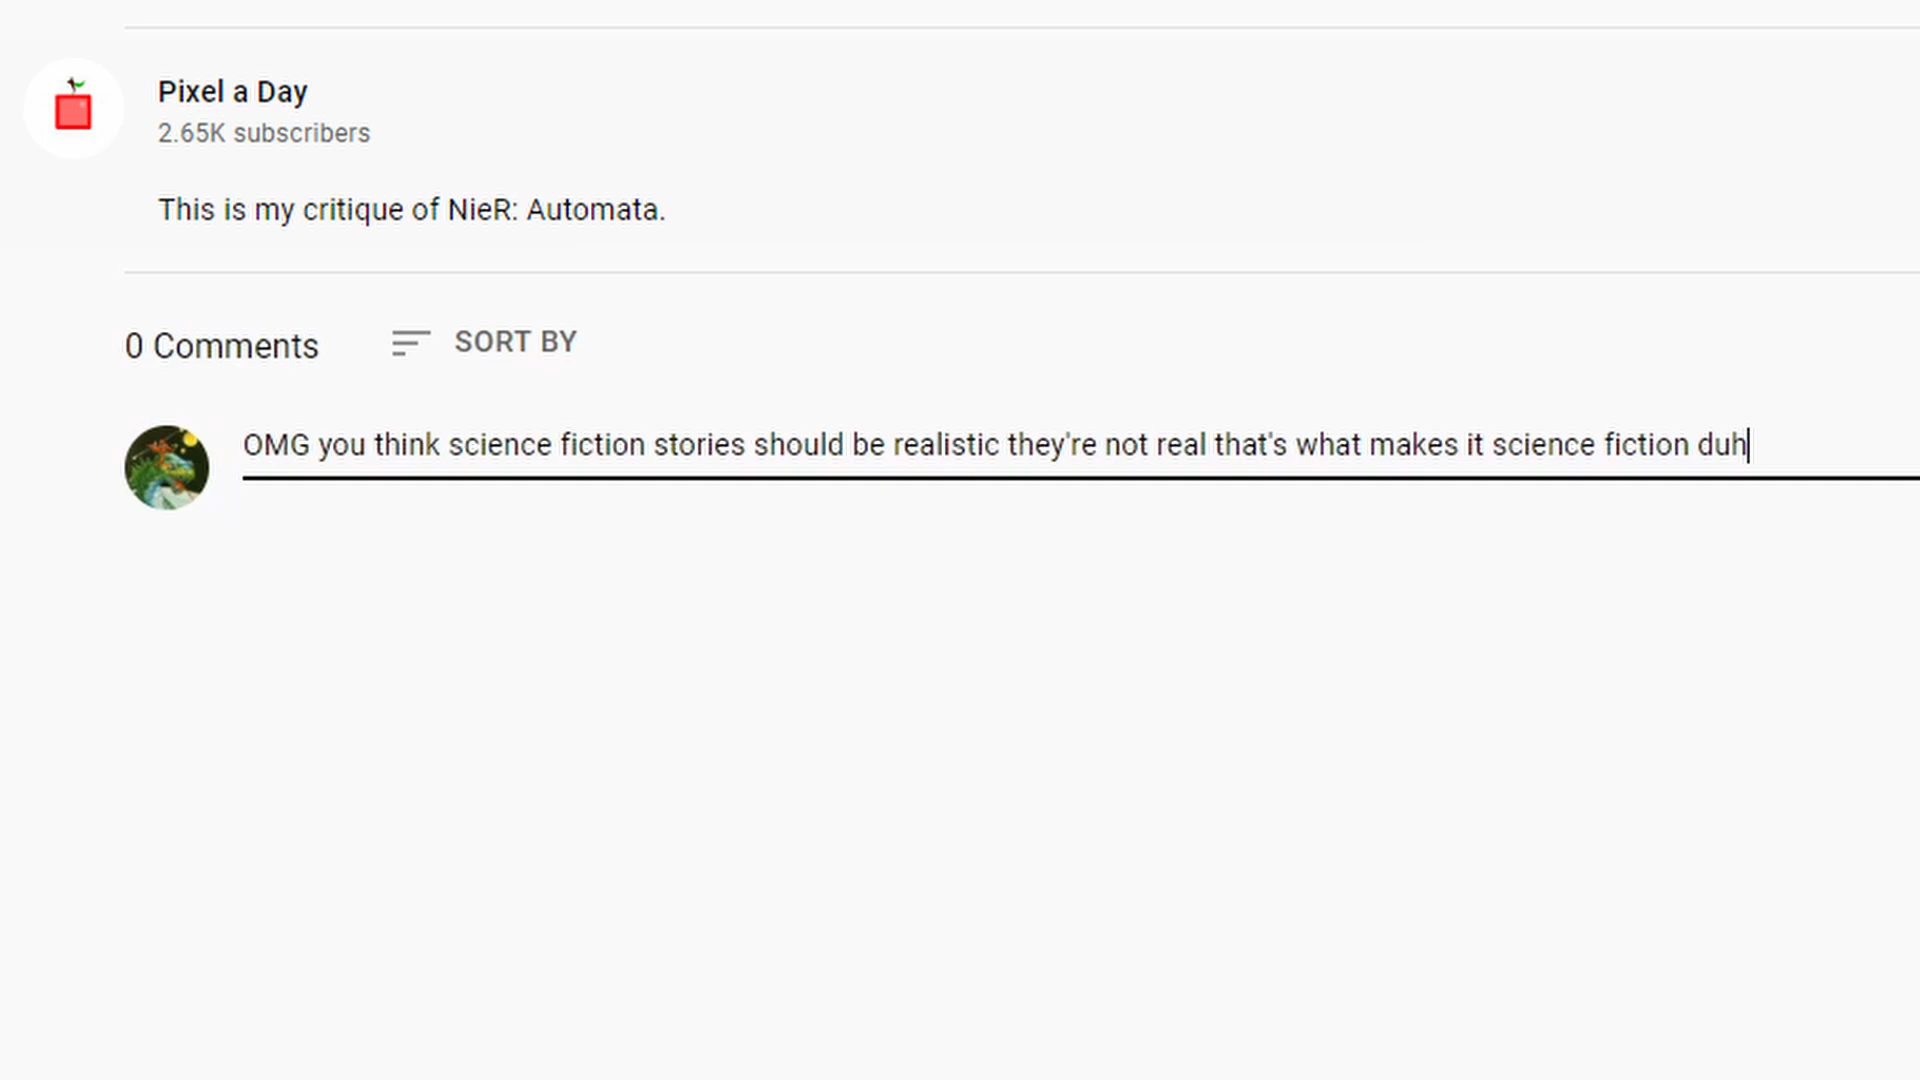 Pixel a Day
2.65K subscribers
This is my critique of NieR: Automata.
0 Comments
SORT BY
OMG you think science fiction stories should be realistic they're not real that's what makes it science fiction duh